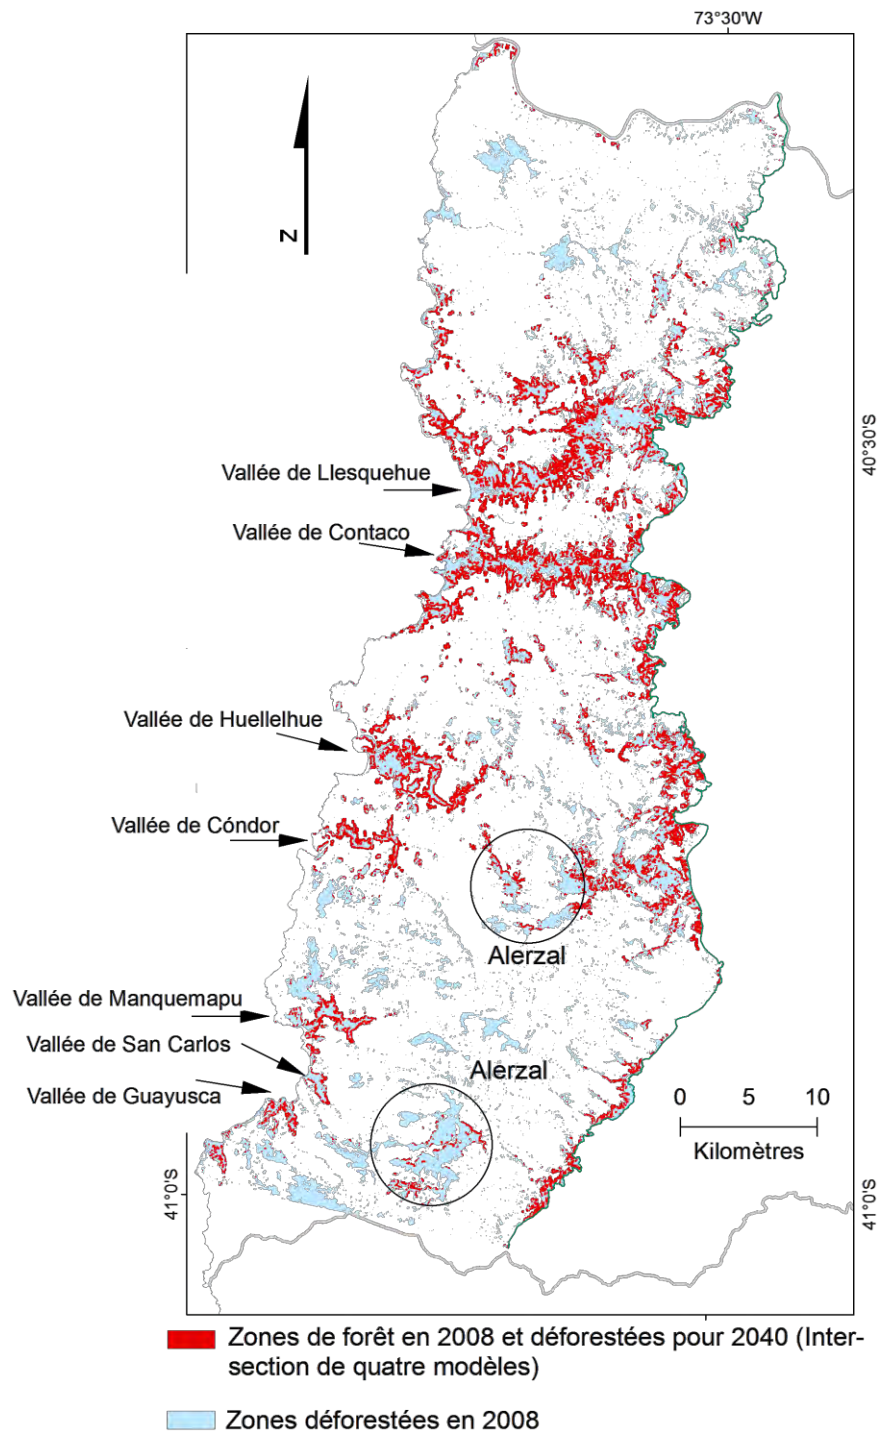 73°30'W
N
40°30'S
Vallée de Llesquehue
Vallée de Contaco
Vallée de Huellelhue
Vallée de Cóndor
Alerzal
Vallée de Manquemapu
Vallée de San Carlos
Alerzal
Vallée de Guayusca
0 5 10
Kilomètres
41°0'S
41°0'S
Zones de forêt en 2008 et déforestées pour 2040 (Inter-
section de quatre modèles)
Zones déforestées en 2008